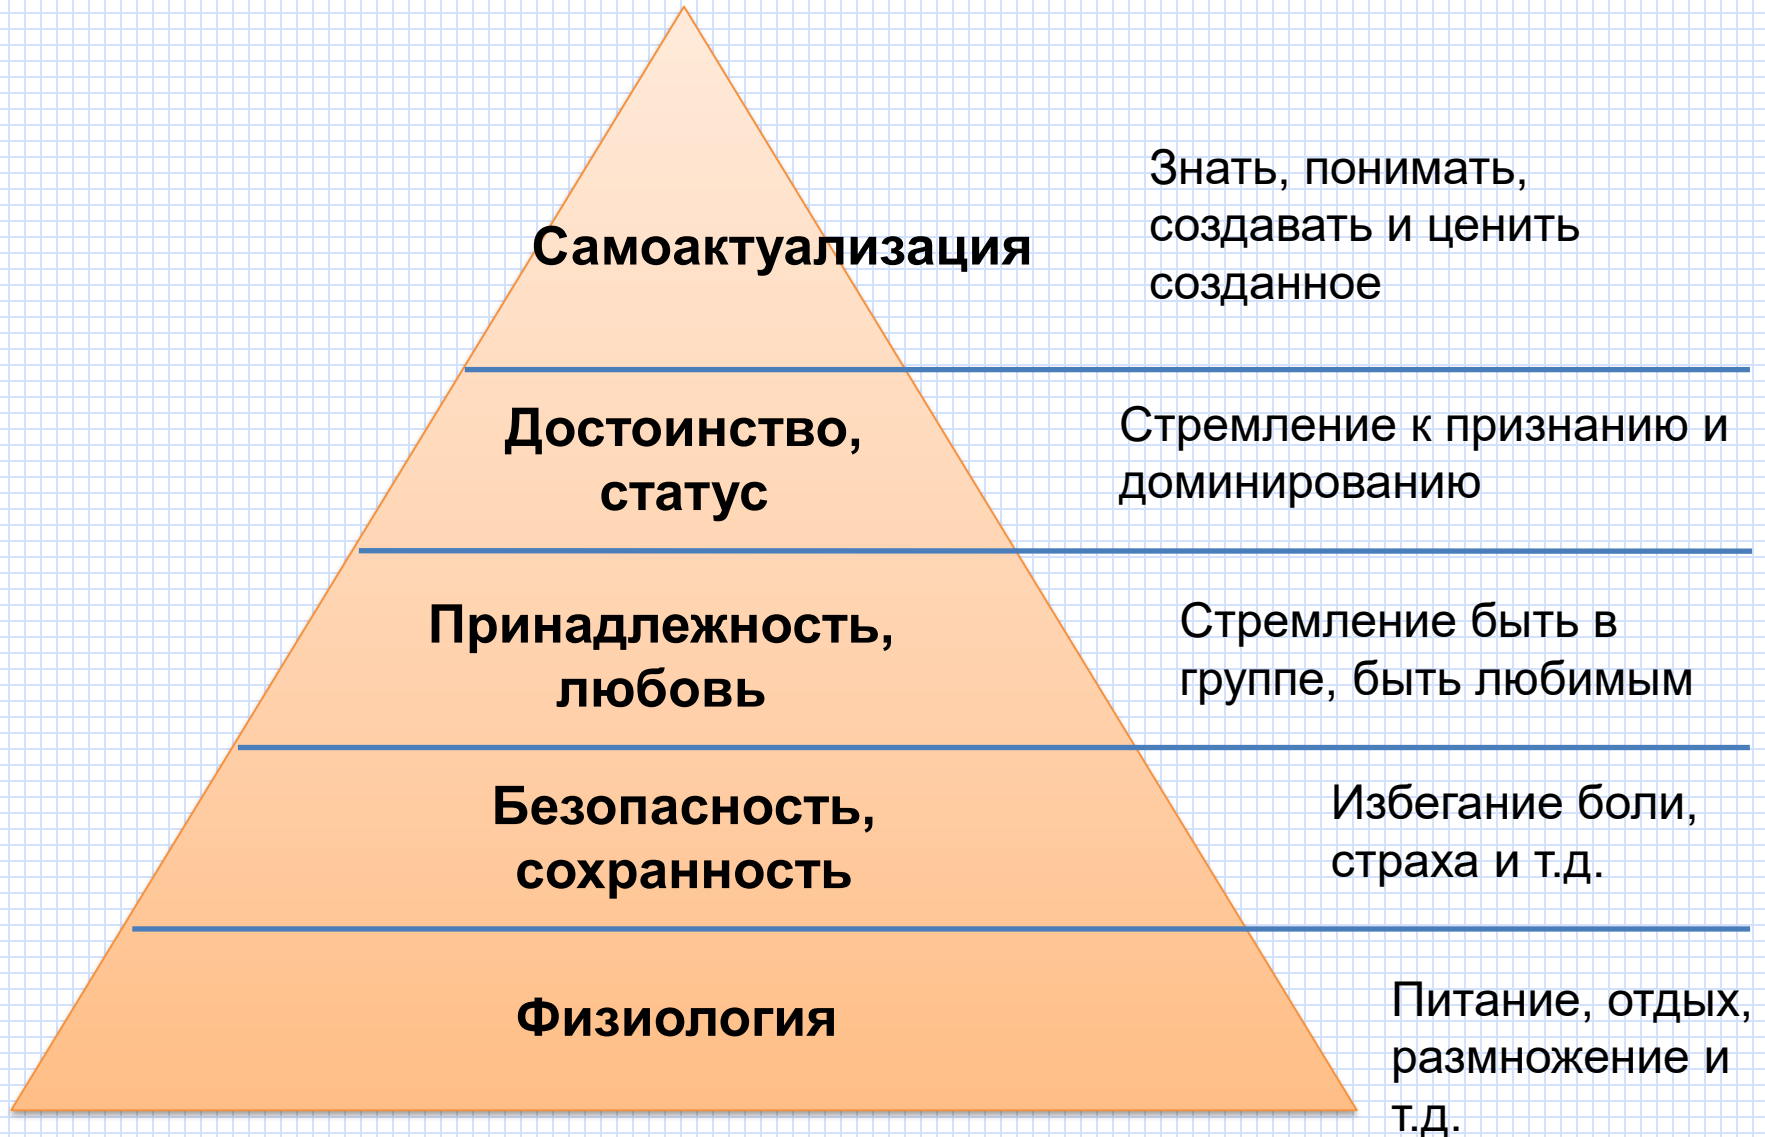 Самоактуализация
Знать, понимать,
создавать и ценить
созданное
Достоинство,
статус
Стремление к признанию и
доминированию
Принадлежность,
любовь
Стремление быть в
группе, быть любимым
Безопасность,
сохранность
Избегание боли,
страха и т.д.
Физиология
Питание, отдых,
размножение и
т.д.